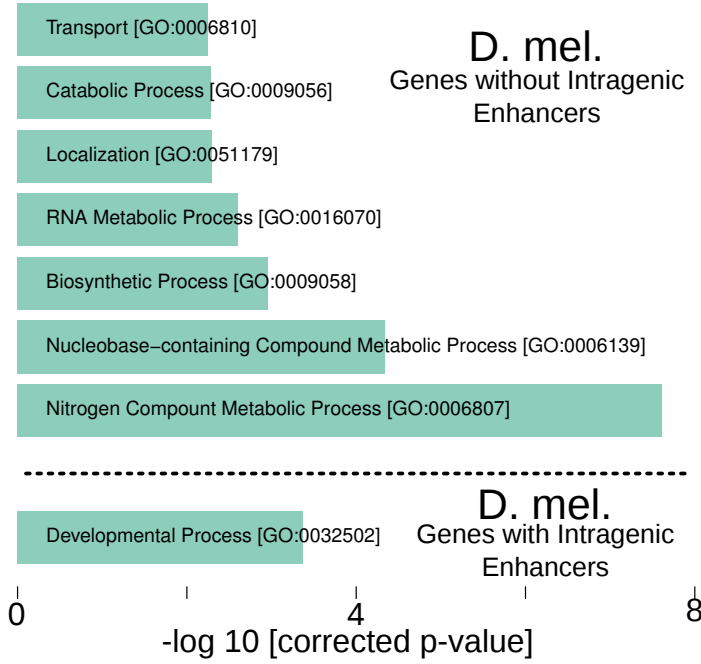 Transport [GO:0006810]
D. mel.
Genes without Intragenic
Enhancers
Catabolic Process [GO:0009056]
Localization [GO:0051179]
RNA Metabolic Process [GO:0016070]
Biosynthetic Process [GO:0009058]
Nucleobase−containing Compound Metabolic Process [GO:0006139]
Nitrogen Compount Metabolic Process [GO:0006807]
D. mel.
Genes with Intragenic
Enhancers
Developmental Process [GO:0032502]
0 4 8
-log 10 [corrected p-value]